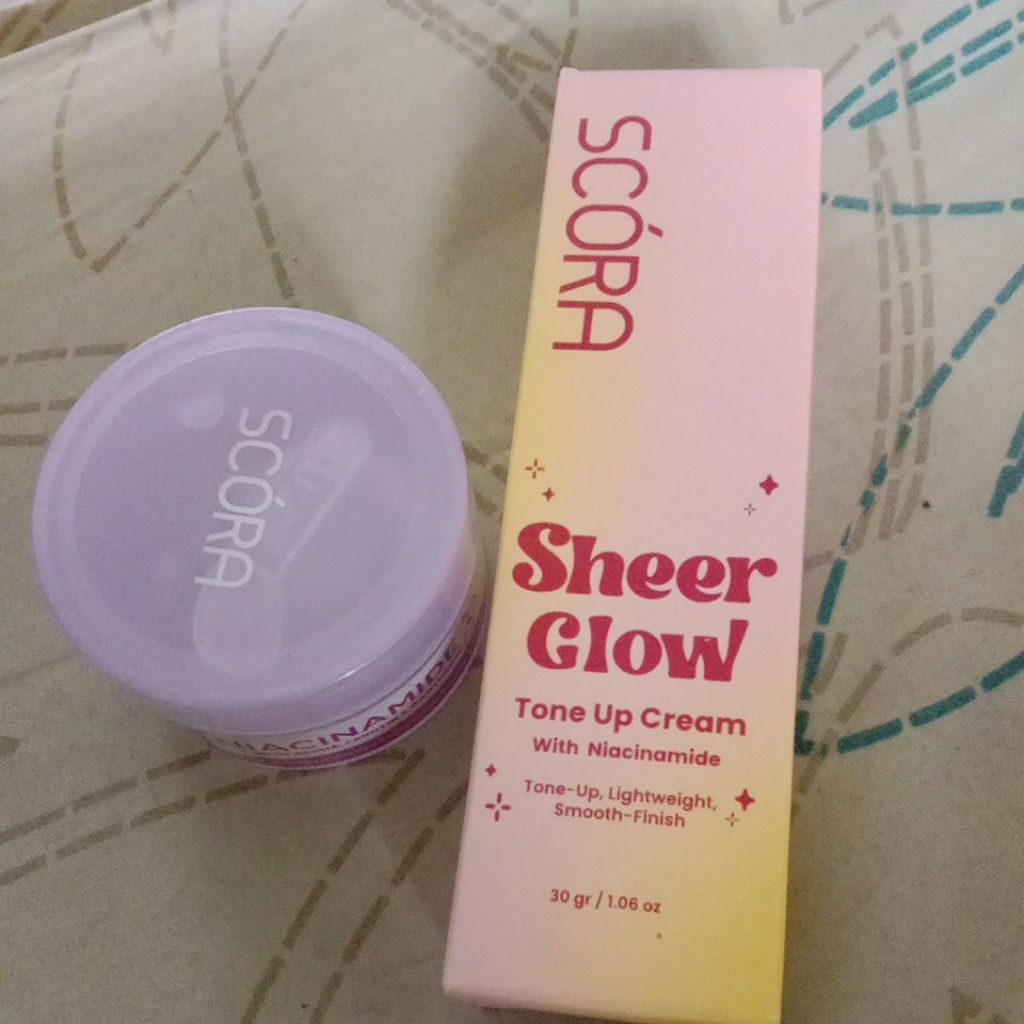 SCÓRA
NIACINAMIDE
SCÓRA
Sheer
Glow
Tone Up Cream
With Niacinamide
Tone-Up, Lightweight,
Smooth-Finish
30 gr / 1.06 oz